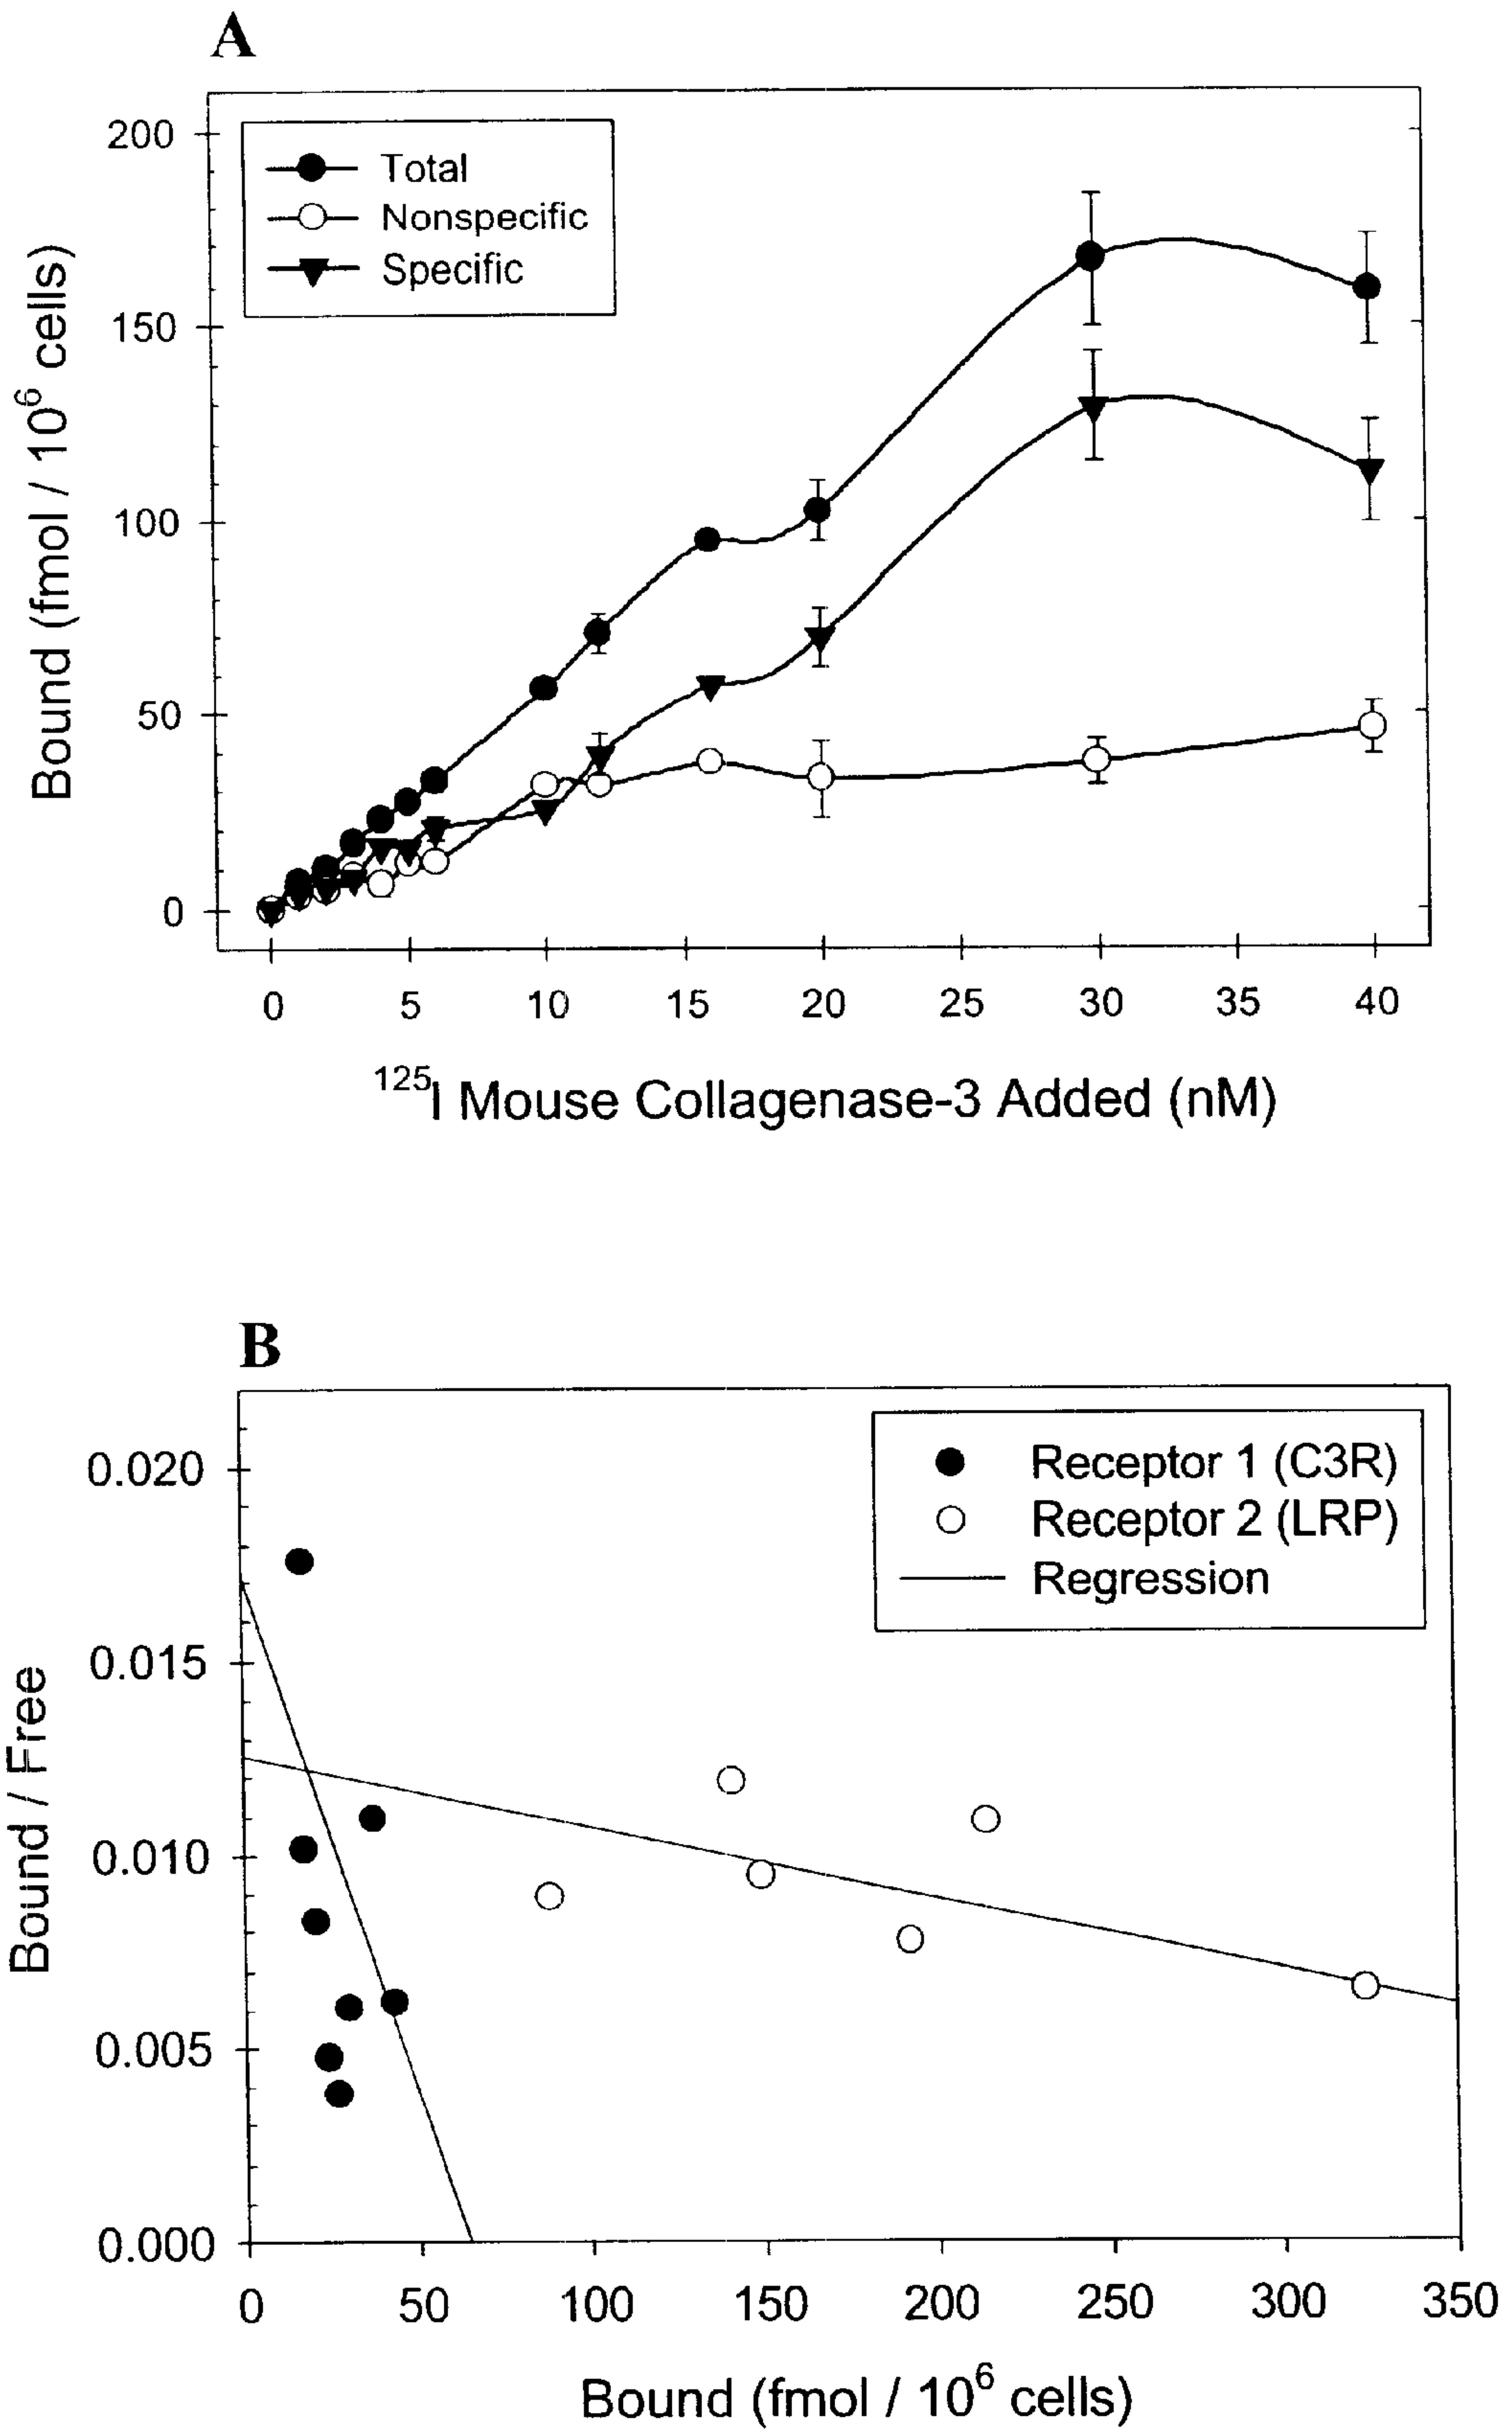 A
200
150
100
50
0
Total
Nonspecific
Specific
Bound (fmol / 10⁶ cells)
0 5 10 15 20 25 30 35 40
¹²⁵I Mouse Collagenase-3 Added (nM)
B
0.020
0.015
0.010
0.005
0.000
Receptor 1 (C3R)
Receptor 2 (LRP)
Regression
Bound / Free
0 50 100 150 200 250 300 350
Bound (fmol / 10⁶ cells)